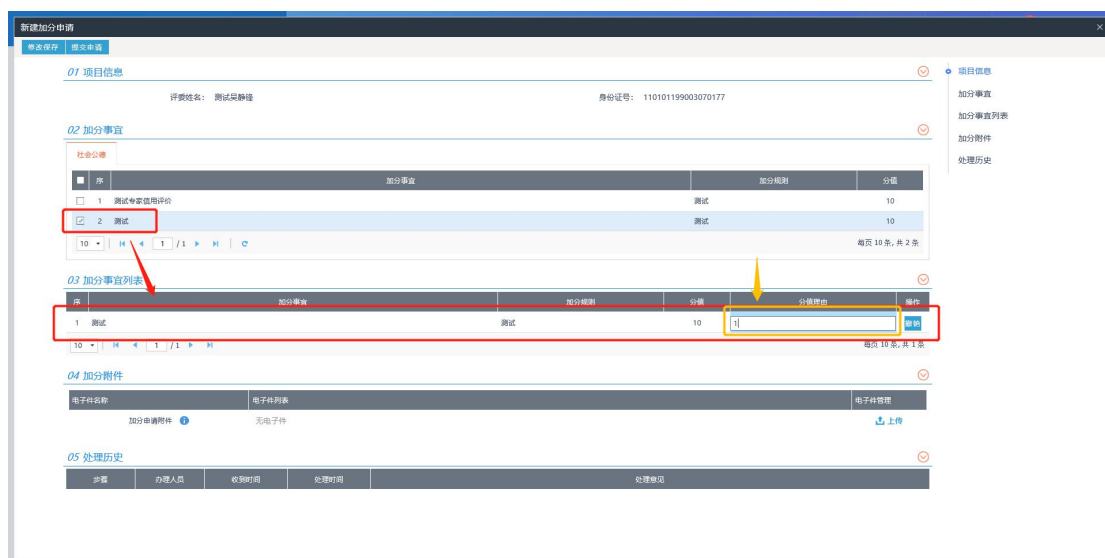 新建加分申请 ×
修改保存 提交申请
01 项目信息
评委姓名： 测试吴静锋 身份证号： 110101199003070177
02 加分事宜
社会公德
序 加分事宜 加分规则 分值
1 测试专家信用评价 测试 10
2 测试 测试 10
10 1 / 1 每页 10 条, 共 2 条
03 加分事宜列表
序 加分事宜 加分规则 分值 分值理由 操作
1 测试 测试 10 1 撤销
10 1 / 1 每页 10 条, 共 1 条
04 加分附件
电子件名称 电子件列表 电子件管理
加分申请附件 无电子件 上传
05 处理历史
步骤 办理人员 收到时间 处理时间 处理意见
项目信息
加分事宜
加分事宜列表
加分附件
处理历史